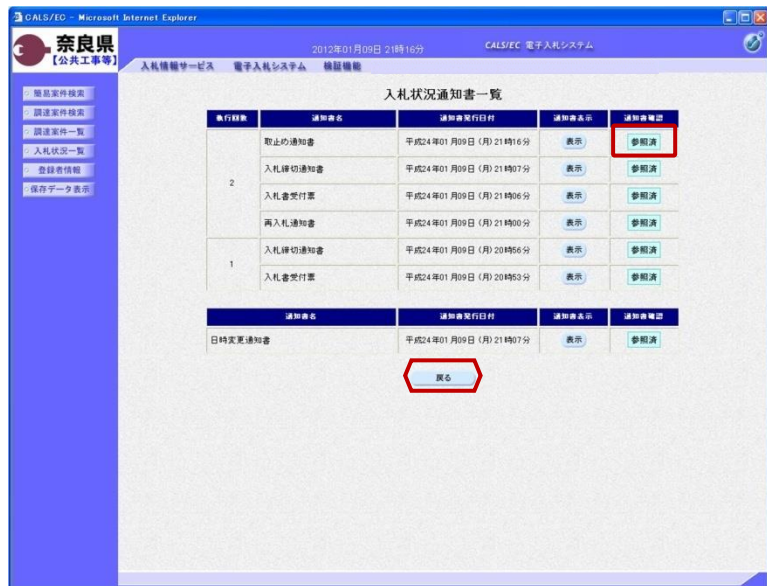 CALS/EC - Microsoft Internet Explorer
奈良県
【公共工事等】
2012年01月09日 21時16分
CALS/EC 電子入札システム
入札情報サービス 電子入札システム 検証機能
簡易案件検索
調達案件検索
調達案件一覧
入札状況一覧
登録者情報
保存データ表示
入札状況通知書一覧
執行回数 通知書名 通知書発行日付 通知書表示 通知書確認
2
取止め通知書 平成24年01月09日 (月) 21時16分 表示 参照済
入札締切通知書 平成24年01月09日 (月) 21時07分 表示 参照済
入札書受付票 平成24年01月09日 (月) 21時06分 表示 参照済
再入札通知書 平成24年01月09日 (月) 21時00分 表示 参照済
1
入札締切通知書 平成24年01月09日 (月) 20時56分 表示 参照済
入札書受付票 平成24年01月09日 (月) 20時53分 表示 参照済
通知書名 通知書発行日付 通知書表示 通知書確認
日時変更通知書 平成24年01月09日 (月) 21時07分 表示 参照済
戻る